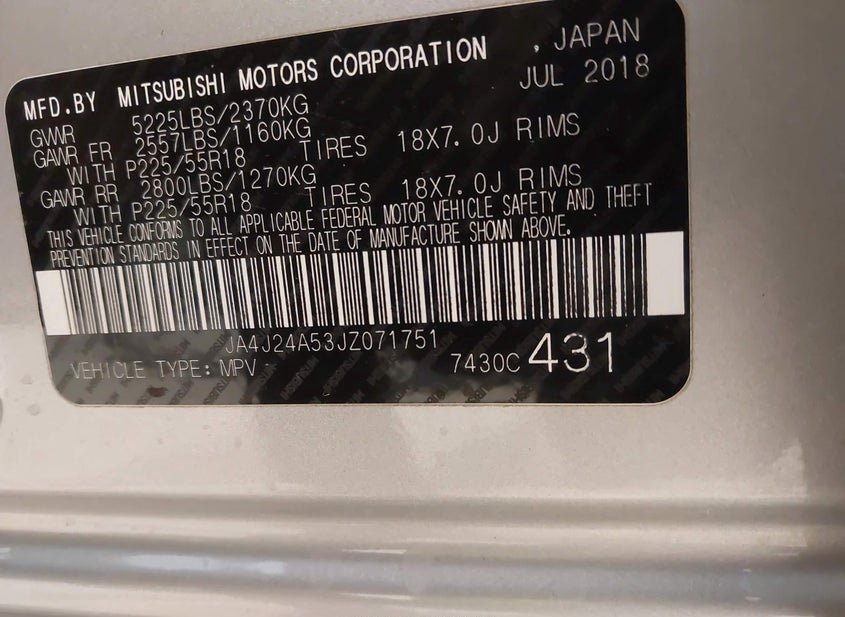 MFD.BY MITSUBISHI MOTORS CORPORATION , JAPAN
JUL 2018
GVWR 5225LBS/2370KG
GAWR FR 2557LBS/1160KG
WITH P225/55R18 TIRES 18X7.0J RIMS
GAWR RR 2800LBS/1270KG
WITH P225/55R18 TIRES 18X7.0J RIMS
THIS VEHICLE CONFORMS TO ALL APPLICABLE FEDERAL MOTOR VEHICLE SAFETY AND THEFT
PREVENTION STANDARDS IN EFFECT ON THE DATE OF MANUFACTURE SHOWN ABOVE.
JA4J24A53JZ071751
VEHICLE TYPE: MPV 7430C 431